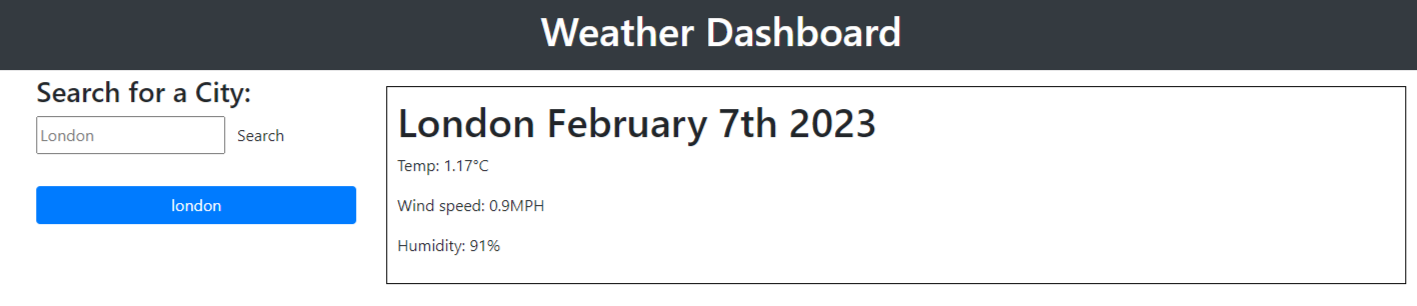 Weather Dashboard
Search for a City:
London
Search
london
London February 7th 2023
Temp: 1.17°C
Wind speed: 0.9MPH
Humidity: 91%